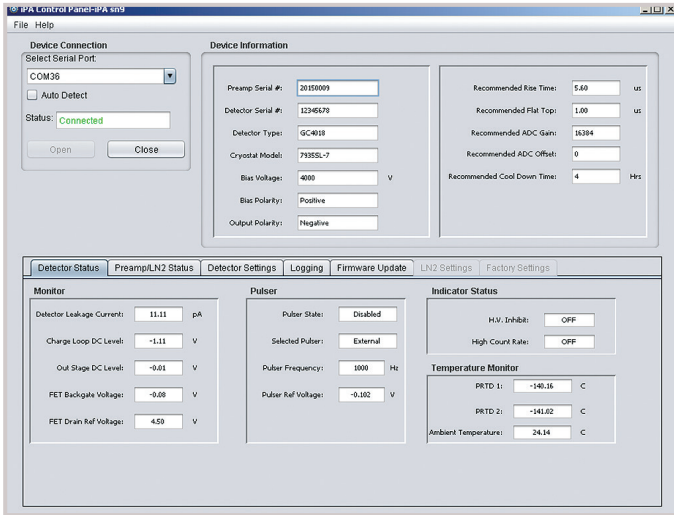 iPA Control Panel-iPA sn9
File Help
Device Connection
Select Serial Port:
COM36
Auto Detect
Status: Connected
Open Close
Device Information
Preamp Serial #: 20150009
Detector Serial #: 12345678
Detector Type: GC4018
Cryostat Model: 7935SL-7
Bias Voltage: 4000 V
Bias Polarity: Positive
Output Polarity: Negative
Recommended Rise Time: 5.60 us
Recommended Flat Top: 1.00 us
Recommended ADC Gain: 16384
Recommended ADC Offset: 0
Recommended Cool Down Time: 4 Hrs
Detector Status Preamp/LN2 Status Detector Settings Logging Firmware Update LN2 Settings Factory Settings
Monitor
Detector Leakage Current: 11.11 pA
Charge Loop DC Level: -1.11 V
Out Stage DC Level: -0.01 V
FET Backgate Voltage: -0.08 V
FET Drain Ref Voltage: 4.50 V
Pulser
Pulser State: Disabled
Selected Pulser: External
Pulser Frequency: 1000 Hz
Pulser Ref Voltage: -0.102 V
Indicator Status
H.V. Inhibit: OFF
High Count Rate: OFF
Temperature Monitor
PRTD 1: -140.16 C
PRTD 2: -141.02 C
Ambient Temperature: 24.14 C